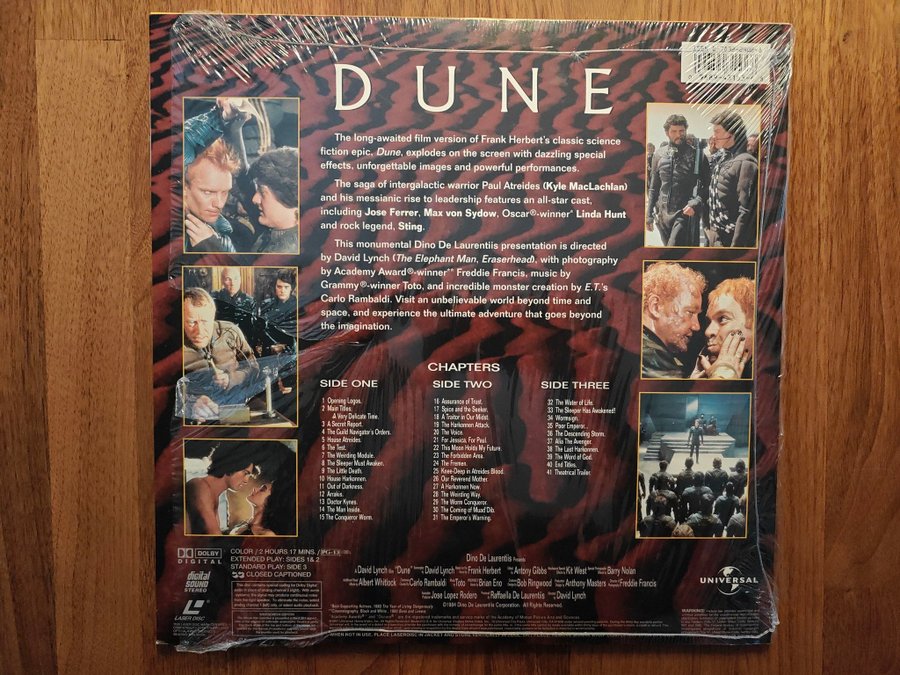 DUNE
The long-awaited film version of Frank Herbert's classic science
fiction epic, Dune, explodes on the screen with dazzling special
effects, unforgettable images and powerful performances.
The saga of intergalactic warrior Paul Atreides (Kyle MacLachlan)
and his messianic rise to leadership features an all-star cast,
including Jose Ferrer, Max von Sydow, Oscar®-winner* Linda Hunt
and rock legend, Sting.
This monumental Dino De Laurentiis presentation is directed
by David Lynch (The Elephant Man, Eraserhead), with photography
by Academy Award®-winner** Freddie Francis, music by
Grammy®-winner Toto, and incredible monster creation by E.T.'s
Carlo Rambaldi. Visit an unbelievable world beyond time and
space, and experience the ultimate adventure that goes beyond
the imagination.
CHAPTERS
SIDE ONE
1 Opening Logos.
2 Main Titles.
A Very Delicate Time.
3 A Secret Report.
4 The Guild Navigator's Orders.
5 House Atreides.
6 The Test.
7 The Weirding Module.
8 The Sleeper Must Awaken.
9 The Little Death.
10 House Harkonnen.
11 Out of Darkness.
12 Arrakis.
13 Doctor Kynes.
14 The Man Inside.
15 The Conqueror Worm.
SIDE TWO
16 Assurance of Trust.
17 Spice and the Seeker.
18 A Traitor in Our Midst.
19 The Harkonnen Attack.
20 The Voice.
21 For Jessica, For Paul.
22 This Moon Holds My Future.
23 The Forbidden Area.
24 The Fremen.
25 Knee-Deep in Atreides Blood.
26 Our Reverend Mother.
27 A Harkonnen Now.
28 The Weirding Way.
29 The Worm Conqueror.
30 The Coming of Muad'Dib.
31 The Emperor's Warning.
SIDE THREE
32 The Water of Life.
33 The Sleeper Has Awakened!
34 Wormsign.
35 Poor Emperor...
36 The Descending Storm.
37 Alia The Avenger.
38 The Last Harkonnen.
39 The Word of God.
40 End Titles.
41 Theatrical Trailer.
DOLBY
DIGITAL
digital
SOUND
STEREO
LASER DISC
COLOR / 2 HOURS 17 MINS. / PG-13
EXTENDED PLAY: SIDES 1 & 2
STANDARD PLAY: SIDE 3
CLOSED CAPTIONED
Dino De Laurentiis Presents
A David Lynch "Dune" David Lynch Frank Herbert Antony Gibbs Kit West Barry Nolan
Albert Whitlock Carlo Rambaldi Toto Brian Eno Bob Ringwood Anthony Masters Freddie Francis
Jose Lopez Rodero Raffaella De Laurentiis David Lynch
©1984 Dino De Laurentiis Corporation. All Rights Reserved.
UNIVERSAL
WHEN NOT IN USE, PLACE LASERDISC IN JACKET AND STORE